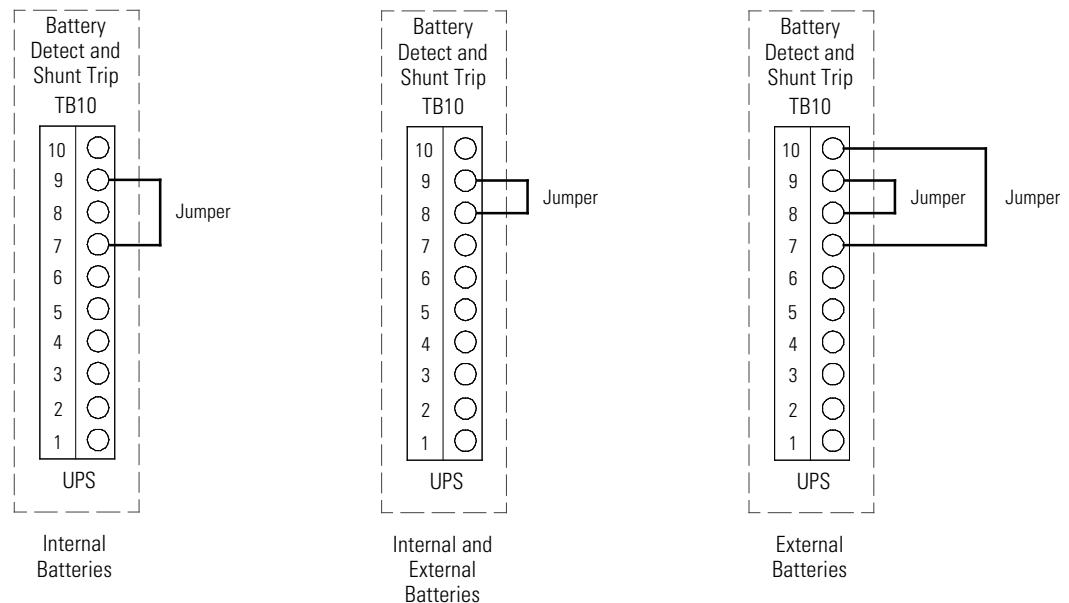 Battery
Detect and
Shunt Trip
TB10
10
9
8
7
6
5
4
3
2
1
Jumper
UPS
Internal
Batteries
Battery
Detect and
Shunt Trip
TB10
10
9
8
7
6
5
4
3
2
1
Jumper
UPS
Internal and
External
Batteries
Battery
Detect and
Shunt Trip
TB10
10
9
8
7
6
5
4
3
2
1
Jumper
Jumper
UPS
External
Batteries